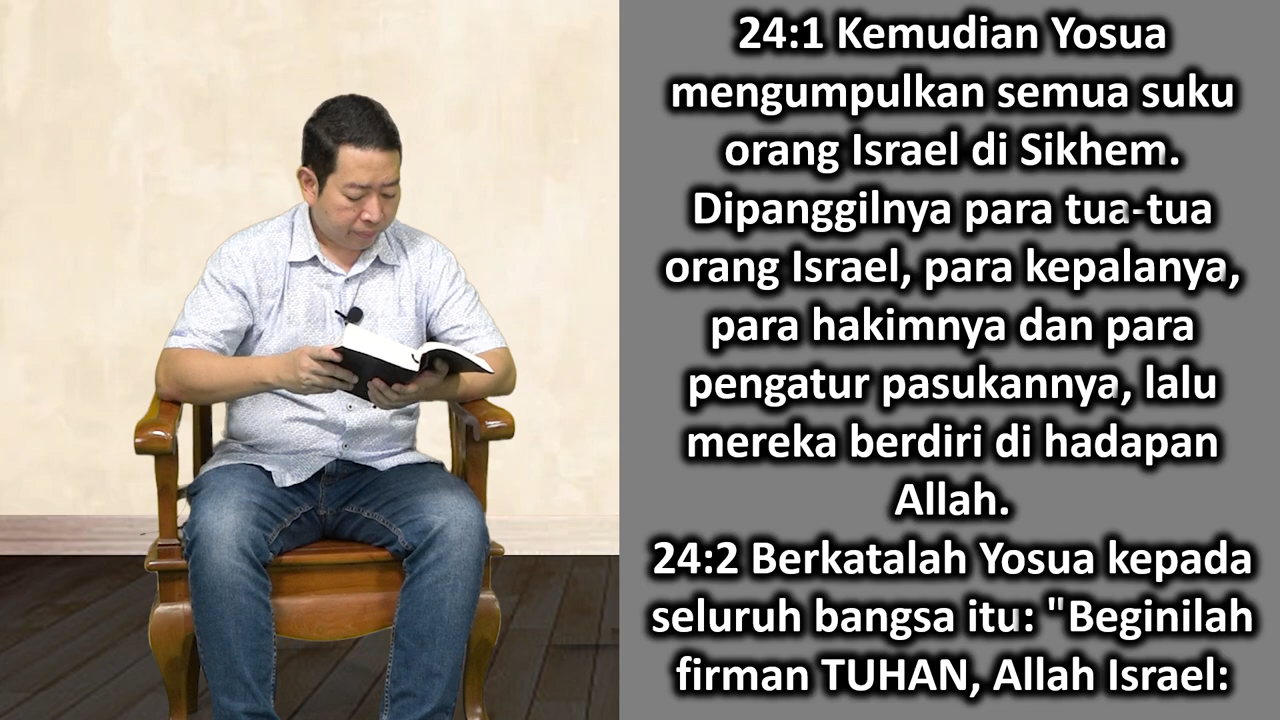 24:1 Kemudian Yosua
mengumpulkan semua suku
orang Israel di Sikhem.
Dipanggilnya para tua-tua
orang Israel, para kepalanya,
para hakimnya dan para
pengatur pasukannya, lalu
mereka berdiri di hadapan
Allah.
24:2 Berkatalah Yosua kepada
seluruh bangsa itu: "Beginilah
firman TUHAN, Allah Israel: